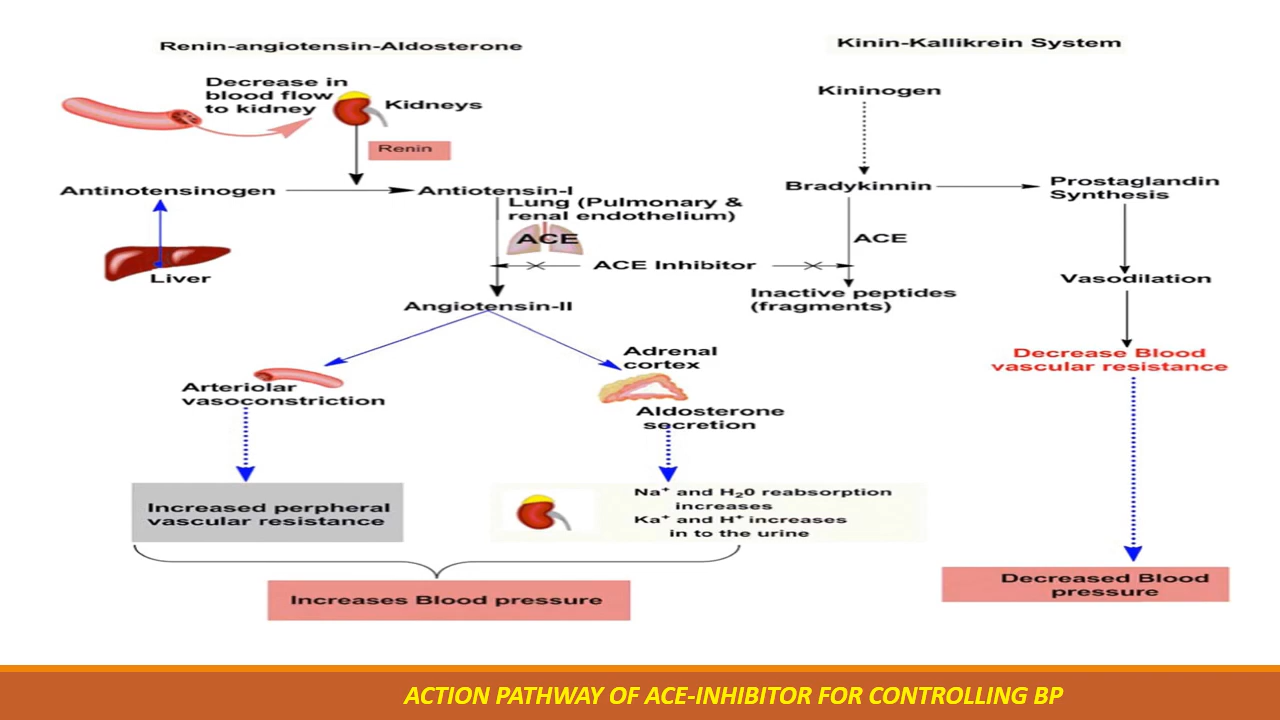 Renin-angiotensin-Aldosterone
Kinin-Kallikrein System
Decrease in
blood flow
to kidney
Kidneys
Renin
Kininogen
Antinotensinogen
Antiotensin-I
Lung (Pulmonary &
renal endothelium)
ACE
Liver
ACE Inhibitor
Bradykinnin
Prostaglandin
Synthesis
ACE
Vasodilation
Inactive peptides
(fragments)
Angiotensin-II
Decrease Blood
vascular resistance
Arteriolar
vasoconstriction
Adrenal
cortex
Aldosterone
secretion
Increased perpheral
vascular resistance
Na⁺ and H₂0 reabsorption
increases
Ka⁺ and H⁺ increases
in to the urine
Increases Blood pressure
Decreased Blood
pressure
ACTION PATHWAY OF ACE-INHIBITOR FOR CONTROLLING BP